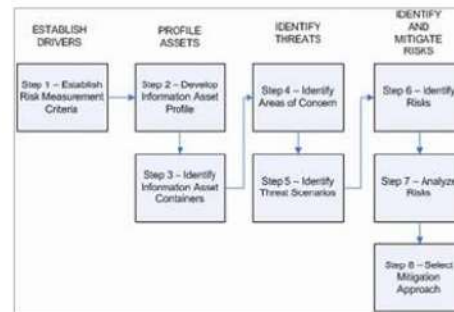 ESTABLISH
DRIVERS
PROFILE
ASSETS
IDENTIFY
THREATS
IDENTIFY
AND
MITIGATE
RISKS
Step 1 – Establish
Risk Measurement
Criteria
Step 2 – Develop
Information Asset
Profile
Step 3 – Identify
Information Asset
Containers
Step 4 – Identify
Areas of Concern
Step 5 – Identify
Threat Scenarios
Step 6 – Identify
Risks
Step 7 – Analyze
Risks
Step 8 – Select
Mitigation
Approach